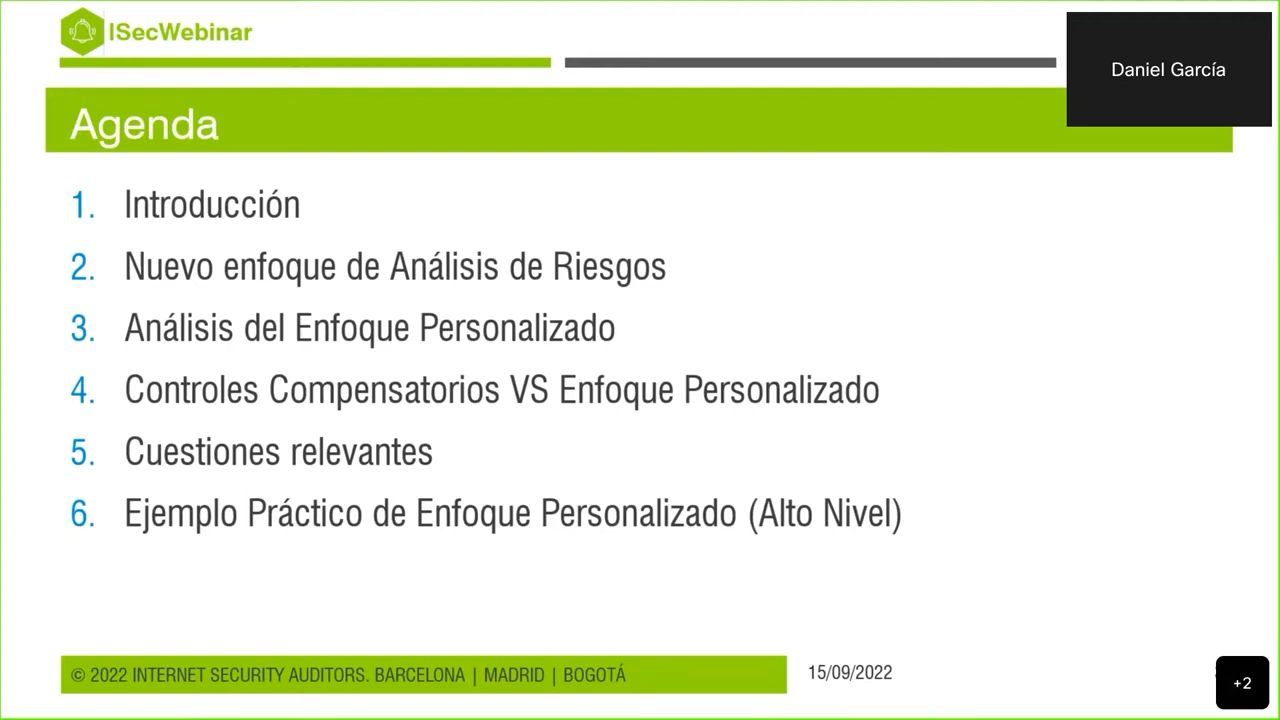 ISecWebinar
Daniel García
Agenda
1. Introducción
2. Nuevo enfoque de Análisis de Riesgos
3. Análisis del Enfoque Personalizado
4. Controles Compensatorios VS Enfoque Personalizado
5. Cuestiones relevantes
6. Ejemplo Práctico de Enfoque Personalizado (Alto Nivel)
© 2022 INTERNET SECURITY AUDITORS. BARCELONA | MADRID | BOGOTÁ
15/09/2022
+2